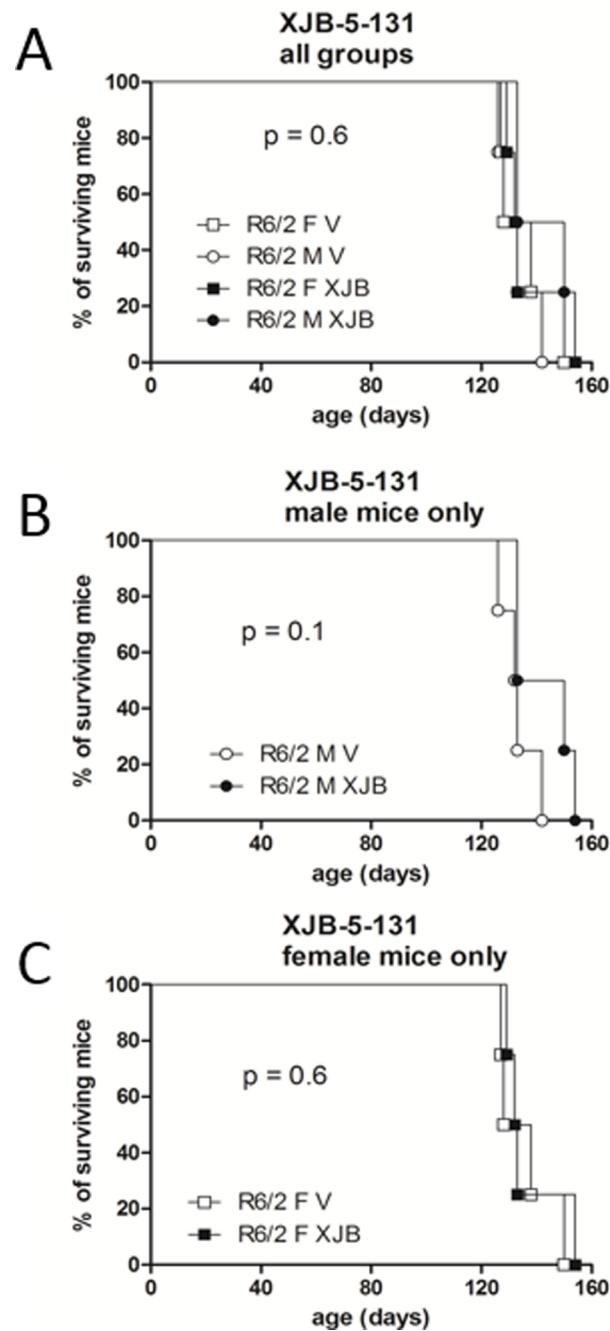 A
XJB-5-131
all groups
p = 0.6
R6/2 F V
R6/2 M V
R6/2 F XJB
R6/2 M XJB
% of surviving mice
100
80
60
40
20
0
0 40 80 120 160
age (days)
B
XJB-5-131
male mice only
p = 0.1
R6/2 M V
R6/2 M XJB
% of surviving mice
100
80
60
40
20
0
0 40 80 120 160
age (days)
C
XJB-5-131
female mice only
p = 0.6
R6/2 F V
R6/2 F XJB
% of surviving mice
100
80
60
40
20
0
0 40 80 120 160
age (days)